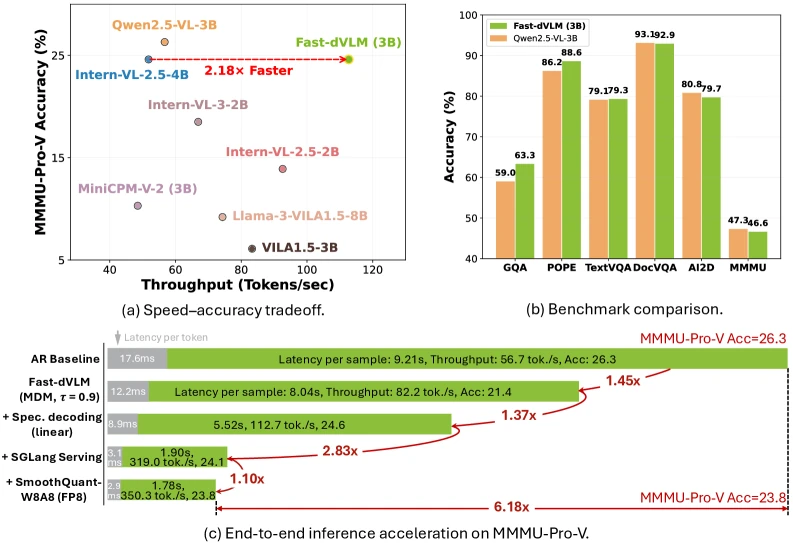 Qwen2.5-VL-3B
Fast-dVLM (3B)
Intern-VL-2.5-4B
2.18× Faster
Intern-VL-3-2B
Intern-VL-2.5-2B
MiniCPM-V-2 (3B)
Llama-3-VILA1.5-8B
VILA1.5-3B
MMMU-Pro-V Accuracy (%)
25
15
5
40 60 80 100 120
Throughput (Tokens/sec)
(a) Speed–accuracy tradeoff.
Fast-dVLM (3B)
Qwen2.5-VL-3B
Accuracy (%)
100
90
80
70
60
50
40
59.0 63.3
86.2 88.6
79.1 79.3
93.1 92.9
80.8 79.7
47.3 46.6
GQA POPE TextVQA DocVQA AI2D MMMU
(b) Benchmark comparison.
Latency per token
MMMU-Pro-V Acc=26.3
AR Baseline
17.6ms
Latency per sample: 9.21s, Throughput: 56.7 tok./s, Acc: 26.3
1.45x
Fast-dVLM
(MDM, τ = 0.9)
12.2ms
Latency per sample: 8.04s, Throughput: 82.2 tok./s, Acc: 21.4
1.37x
+ Spec. decoding
(linear)
8.9ms
5.52s, 112.7 tok./s, 24.6
2.83x
+ SGLang Serving
3.1
ms
1.90s,
319.0 tok./s, 24.1
1.10x
+ SmoothQuant-
W8A8 (FP8)
2.9
ms
1.78s,
350.3 tok./s, 23.8
MMMU-Pro-V Acc=23.8
6.18x
(c) End-to-end inference acceleration on MMMU-Pro-V.